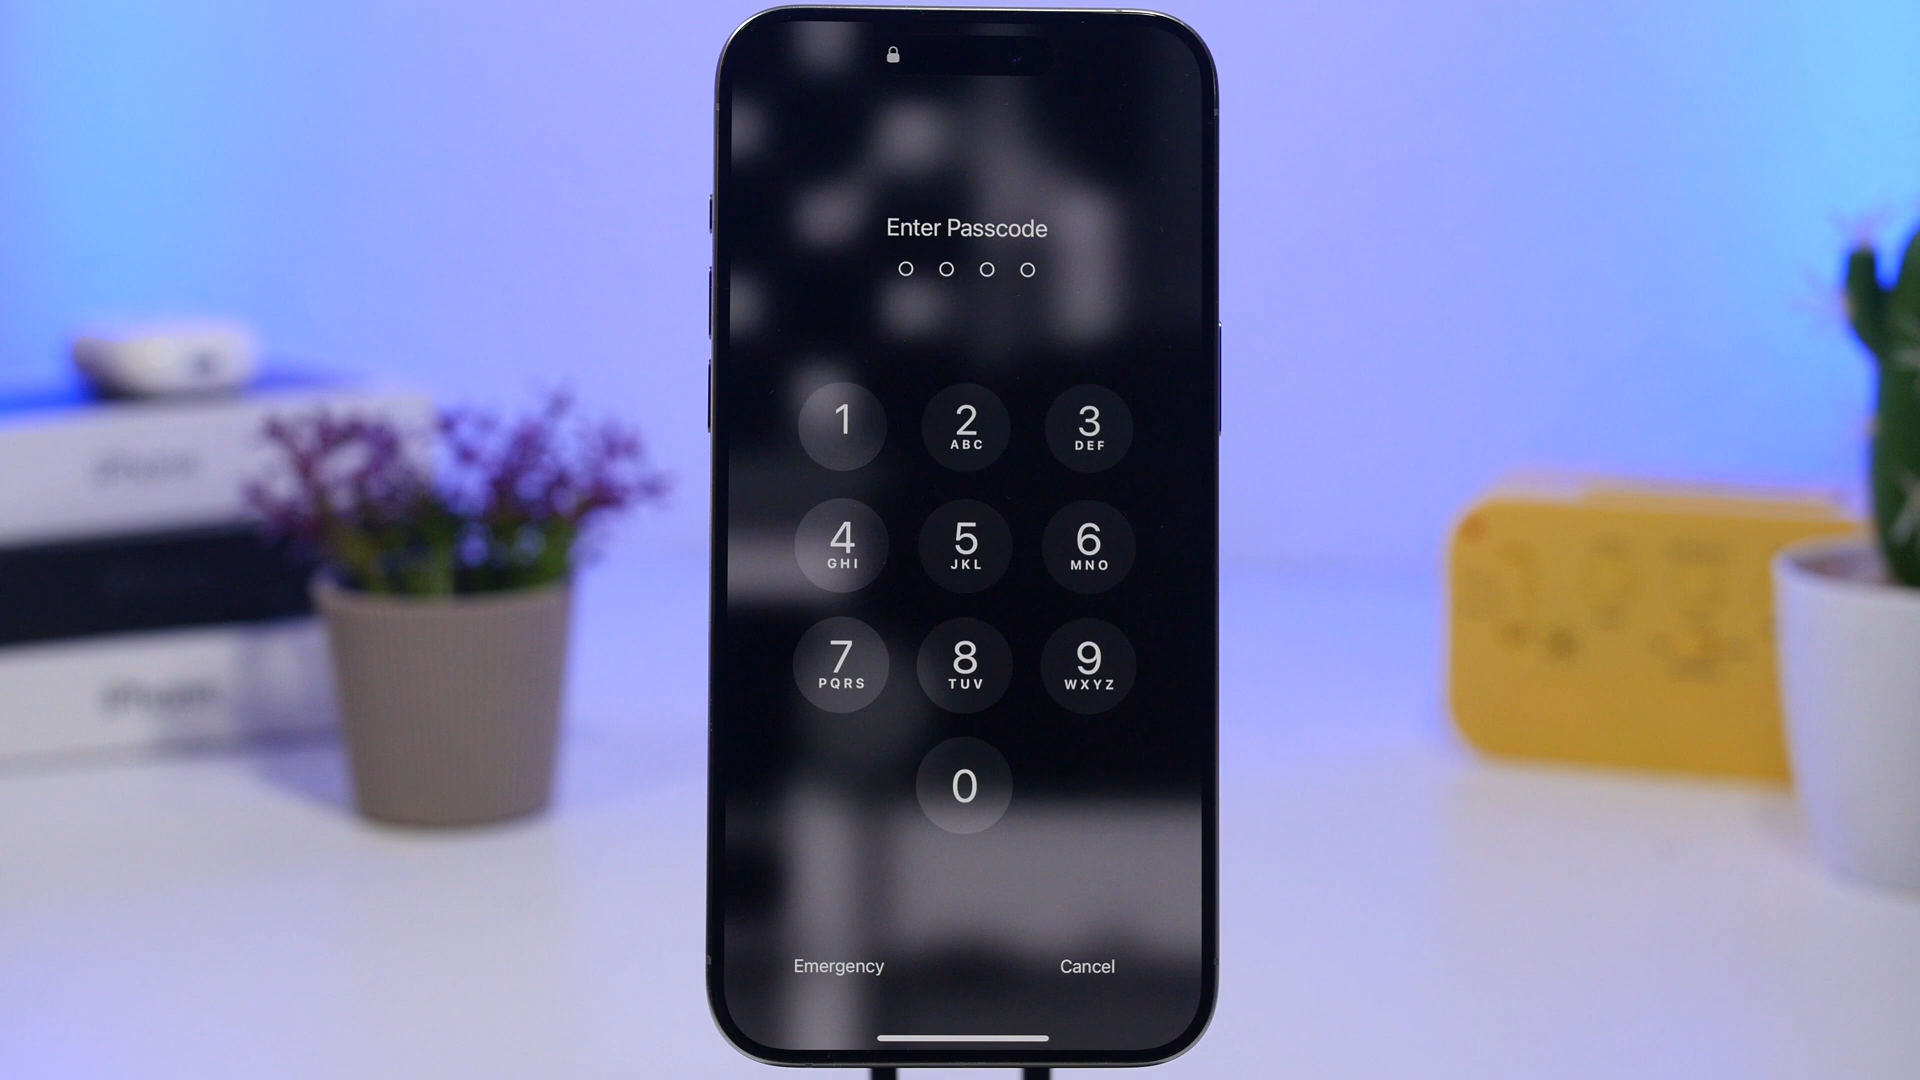 Enter Passcode
1 2 3
ABC DEF
4 5 6
GHI JKL MNO
7 8 9
PQRS TUV WXYZ
0
Emergency Cancel